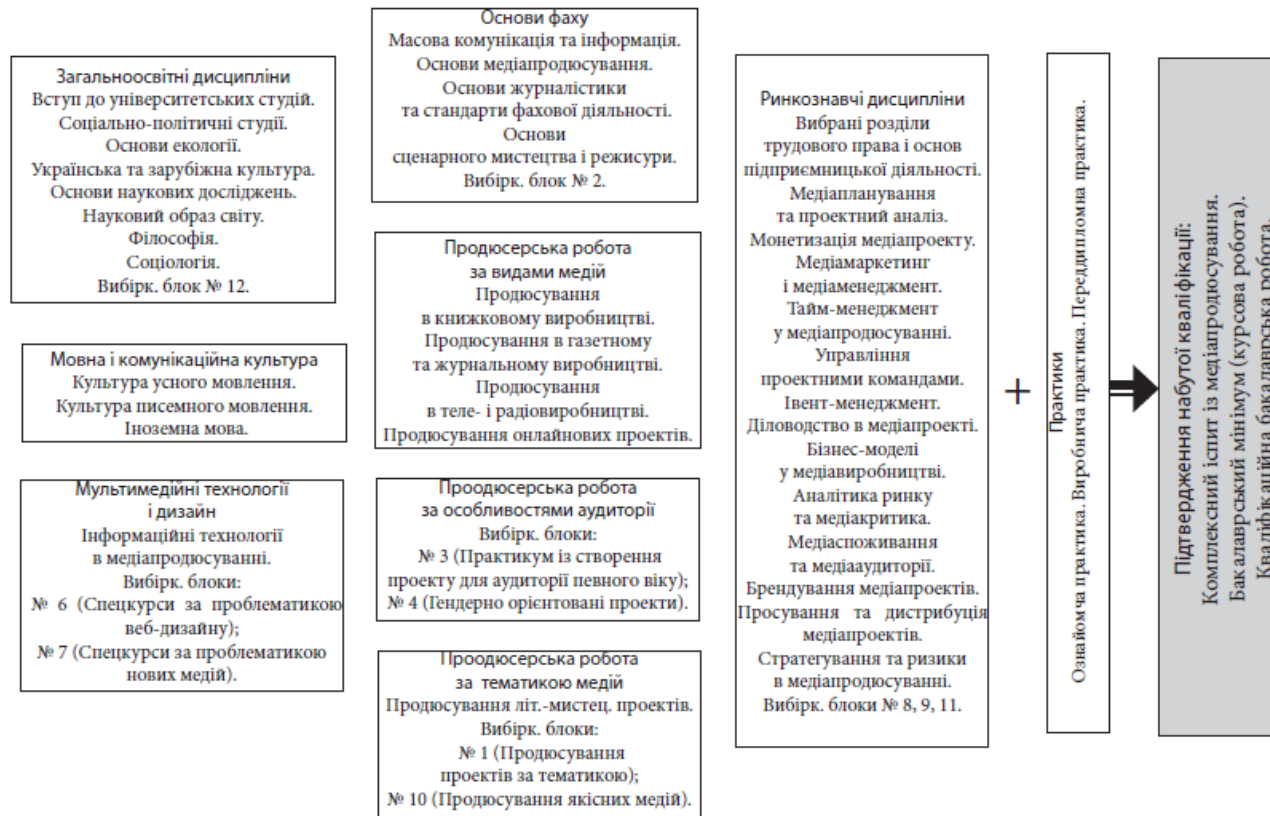 Загальноосвітні дисципліни
Вступ до університетських студій.
Соціально-політичні студії.
Основи екології.
Українська та зарубіжна культура.
Основи наукових досліджень.
Науковий образ світу.
Філософія.
Соціологія.
Вибірк. блок № 12.
Мовна і комунікаційна культура
Культура усного мовлення.
Культура писемного мовлення.
Іноземна мова.
Мультимедійні технології
і дизайн
Інформаційні технології
в медіапродюсуванні.
Вибірк. блоки:
№ 6 (Спецкурси за проблематикою
веб-дизайну);
№ 7 (Спецкурси за проблематикою
нових медій).
Основи фаху
Масова комунікація та інформація.
Основи медіапродюсування.
Основи журналістики
та стандарти фахової діяльності.
Основи
сценарного мистецтва і режисури.
Вибірк. блок № 2.
Продюсерська робота
за видами медій
Продюсування
в книжковому виробництві.
Продюсування в газетному
та журнальному виробництві.
Продюсування
в теле- і радіовиробництві.
Продюсування онлайнових проектів.
Проодюсерська робота
за особливостями аудиторії
Вибірк. блоки:
№ 3 (Практикум із створення
проекту для аудиторії певного віку);
№ 4 (Гендерно орієнтовані проекти).
Проодюсерська робота
за тематикою медій
Продюсування літ.-мистец. проектів.
Вибірк. блоки:
№ 1 (Продюсування
проектів за тематикою);
№ 10 (Продюсування якісних медій).
Ринкознавчі дисципліни
Вибрані розділи
трудового права і основ
підприємницької діяльності.
Медіапланування
та проектний аналіз.
Монетизація медіапроекту.
Медіамаркетинг
і медіаменеджмент.
Тайм-менеджмент
у медіапродюсуванні.
Управління
проектними командами.
Івент-менеджмент.
Діловодство в медіапроекті.
Бізнес-моделі
у медіавиробництві.
Аналітика ринку
та медіакритика.
Медіаспоживання
та медіааудиторії.
Брендування медіапроектів.
Просування та дистрибуція
медіапроектів.
Стратегування та ризики
в медіапродюсуванні.
Вибірк. блоки № 8, 9, 11.
+
Практики
Ознайомча практика. Виробнича практика. Переддипломна практика.
Підтвердження набутої кваліфікації:
Комплексний іспит із медіапродюсування.
Бакалаврський мінімум (курсова робота).
Кваліфікаційна бакалаврська робота.